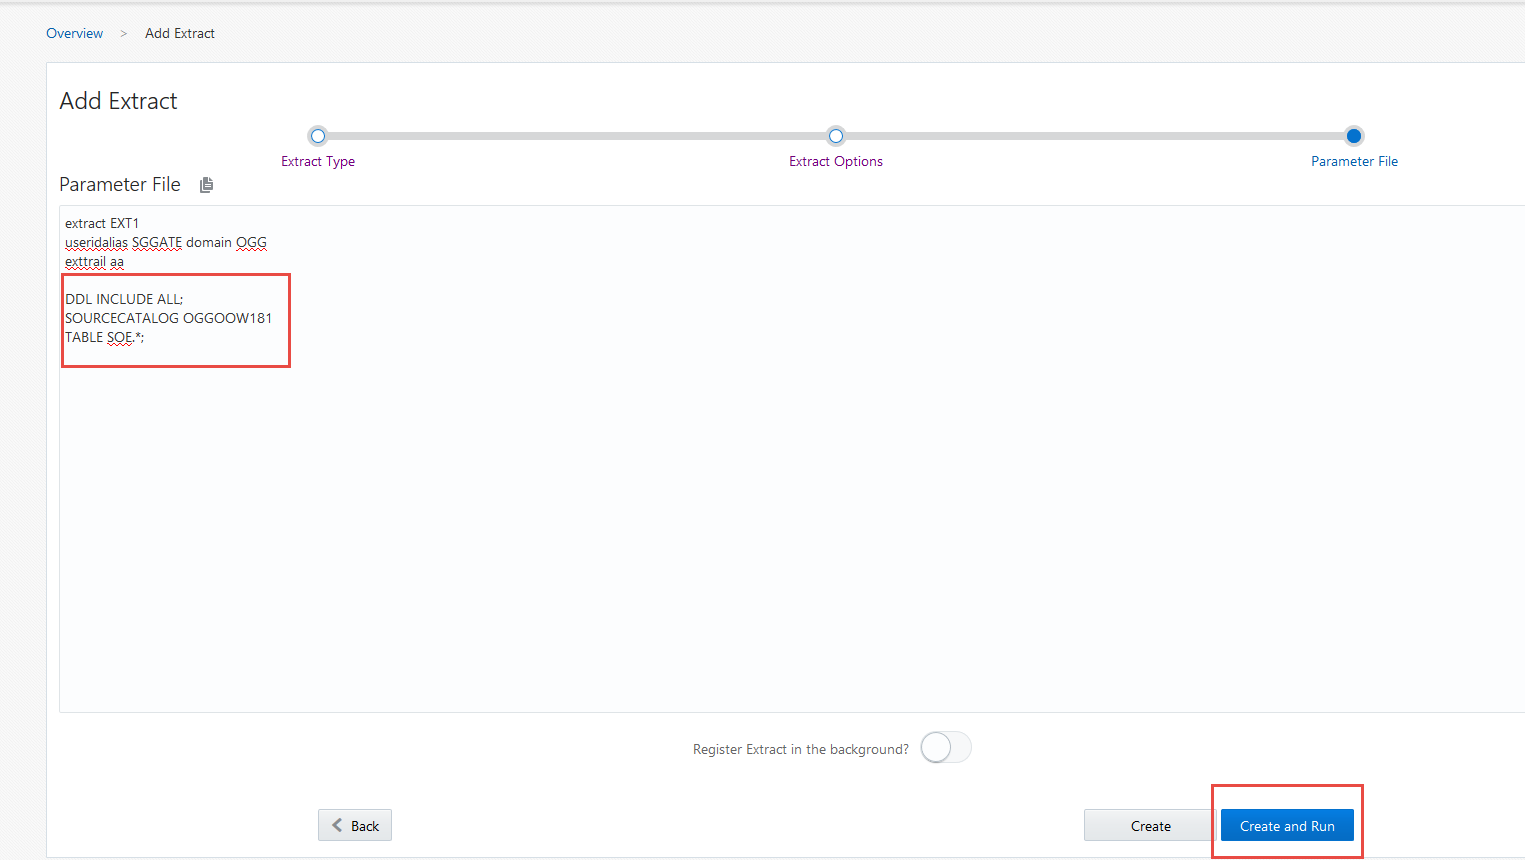 Overview > Add Extract
Add Extract
Extract Type
Extract Options
Parameter File
Parameter File
extract EXT1
useridalias SGGATE domain OGG
exttrail aa
DDL INCLUDE ALL;
SOURCECATALOG OGGOOW181
TABLE SOE.*;
Register Extract in the background?
Back
Create
Create and Run